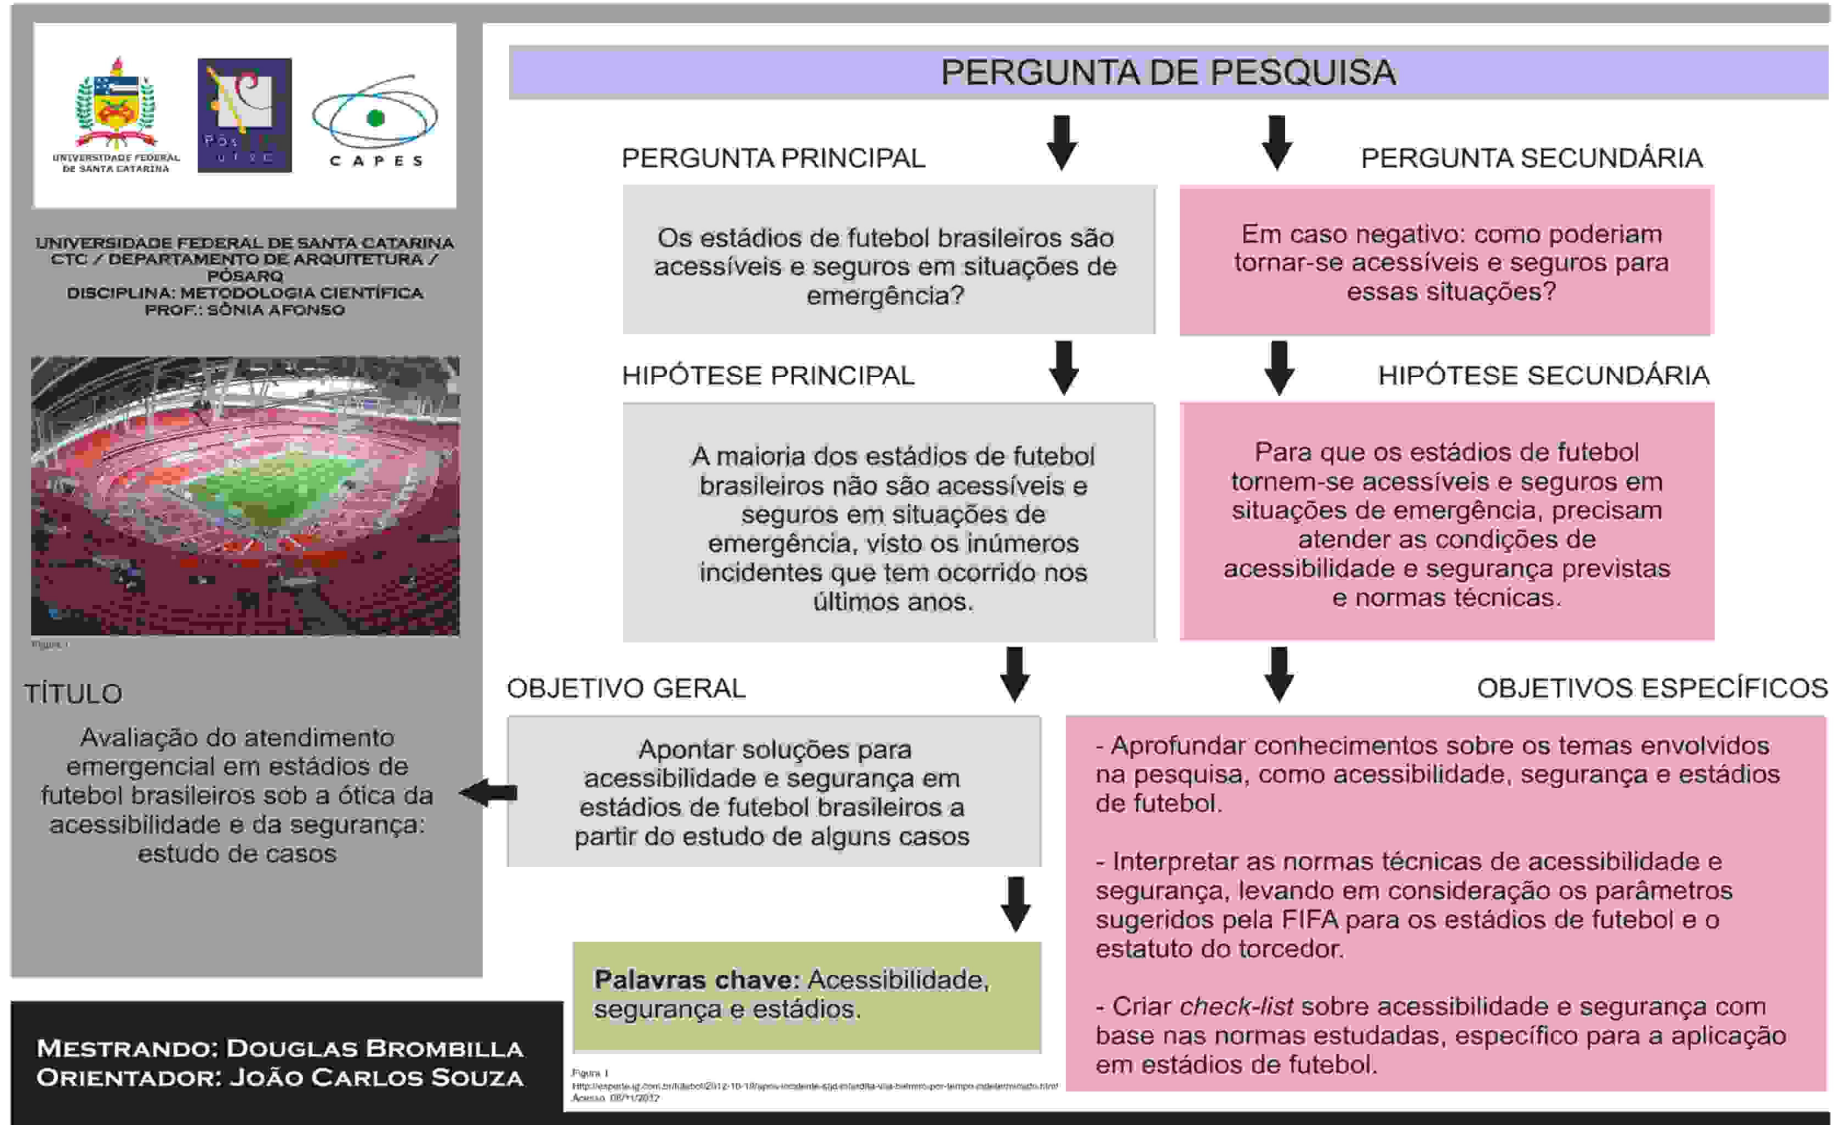 UNIVERSIDADE FEDERAL
DE SANTA CATARINA
Pós
UFSC
CAPES
UNIVERSIDADE FEDERAL DE SANTA CATARINA
CTC / DEPARTAMENTO DE ARQUITETURA /
PÓSARQ
DISCIPLINA: METODOLOGIA CIENTÍFICA
PROF.: SÔNIA AFONSO
Figura 1
TÍTULO
Avaliação do atendimento
emergencial em estádios de
futebol brasileiros sob a ótica da
acessibilidade e da segurança:
estudo de casos
MESTRANDO: DOUGLAS BROMBILLA
ORIENTADOR: JOÃO CARLOS SOUZA
PERGUNTA DE PESQUISA
PERGUNTA PRINCIPAL
Os estádios de futebol brasileiros são
acessíveis e seguros em situações de
emergência?
PERGUNTA SECUNDÁRIA
Em caso negativo: como poderiam
tornar-se acessíveis e seguros para
essas situações?
HIPÓTESE PRINCIPAL
A maioria dos estádios de futebol
brasileiros não são acessíveis e
seguros em situações de
emergência, visto os inúmeros
incidentes que tem ocorrido nos
últimos anos.
HIPÓTESE SECUNDÁRIA
Para que os estádios de futebol
tornem-se acessíveis e seguros em
situações de emergência, precisam
atender as condições de
acessibilidade e segurança previstas
e normas técnicas.
OBJETIVO GERAL
Apontar soluções para
acessibilidade e segurança em
estádios de futebol brasileiros a
partir do estudo de alguns casos
OBJETIVOS ESPECÍFICOS
- Aprofundar conhecimentos sobre os temas envolvidos
na pesquisa, como acessibilidade, segurança e estádios
de futebol.
- Interpretar as normas técnicas de acessibilidade e
segurança, levando em consideração os parâmetros
sugeridos pela FIFA para os estádios de futebol e o
estatuto do torcedor.
- Criar check-list sobre acessibilidade e segurança com
base nas normas estudadas, específico para a aplicação
em estádios de futebol.
Palavras chave: Acessibilidade,
segurança e estádios.
Figura 1
Acesso: 08/11/2012